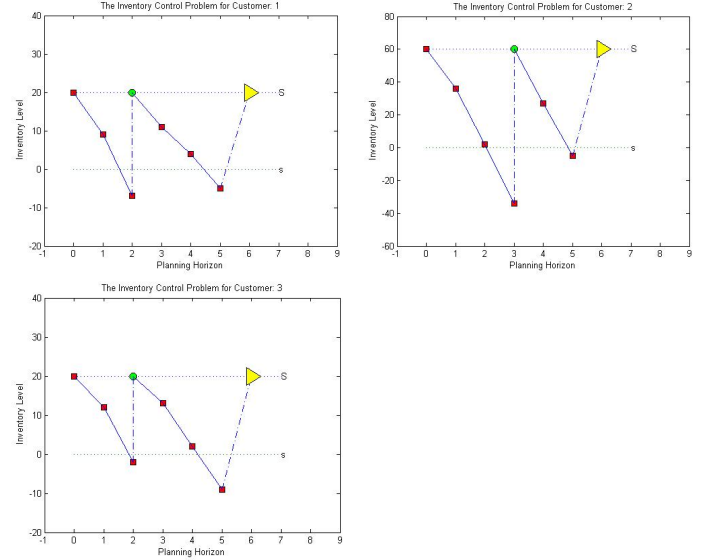 The Inventory Control Problem for Customer: 1
40
30
20
10
0
-10
-20
Inventory Level
S
s
-1 0 1 2 3 4 5 6 7 8 9
Planning Horizon
The Inventory Control Problem for Customer: 2
80
60
40
20
0
-20
-40
-60
Inventory Level
S
s
-1 0 1 2 3 4 5 6 7 8 9
Planning Horizon
The Inventory Control Problem for Customer: 3
40
30
20
10
0
-10
-20
Inventory Level
S
s
-1 0 1 2 3 4 5 6 7 8 9
Planning Horizon